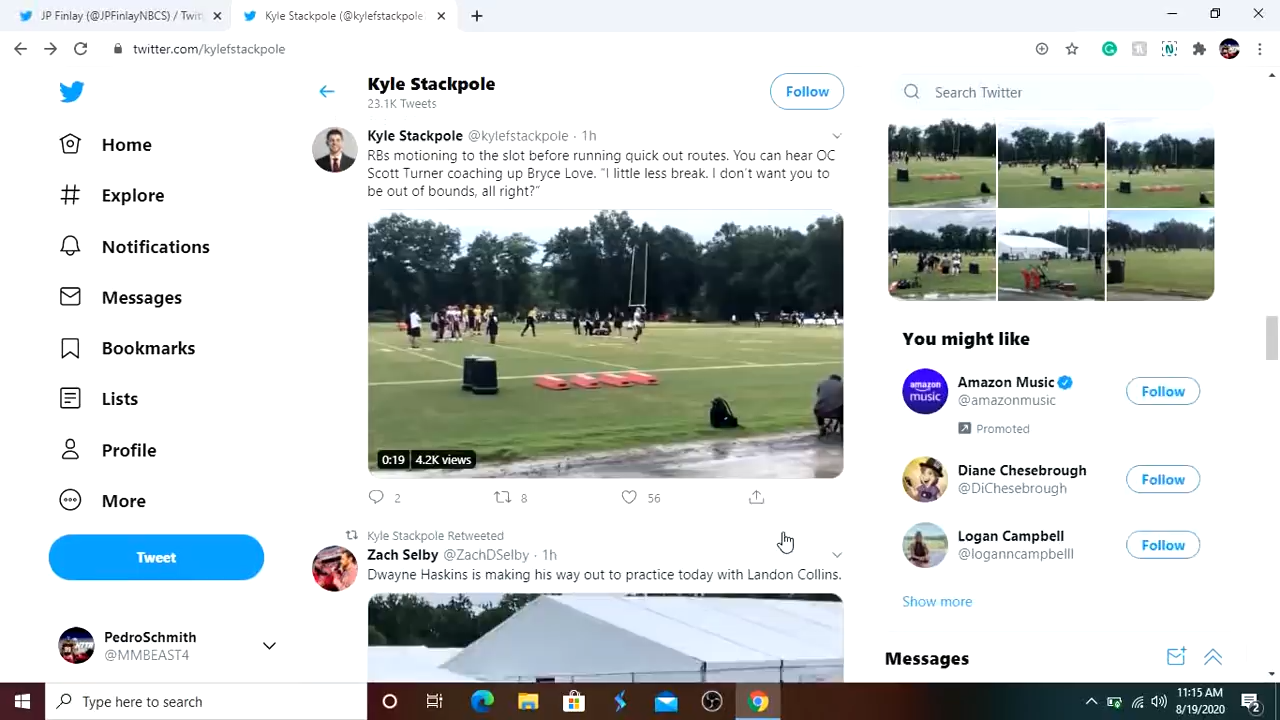 JP Finlay (@JPFinlayNBCS) / Twit
Kyle Stackpole (@kylefstackpole
twitter.com/kylefstackpole
Kyle Stackpole
23.1K Tweets
Follow
Search Twitter
Home
Explore
Notifications
Messages
Bookmarks
Lists
Profile
More
Tweet
PedroSchmith
@MMBEAST4
Kyle Stackpole @kylefstackpole · 1h
RBs motioning to the slot before running quick out routes. You can hear OC
Scott Turner coaching up Bryce Love. "I little less break. I don't want you to
be out of bounds, all right?"
0:19 4.2K views
2 8 56
Kyle Stackpole Retweeted
Zach Selby @ZachDSelby · 1h
Dwayne Haskins is making his way out to practice today with Landon Collins.
You might like
amazon music
Amazon Music
@amazonmusic
Promoted
Follow
Diane Chesebrough
@DiChesebrough
Follow
Logan Campbell
@loganncampbelll
Follow
Show more
Messages
Type here to search
11:15 AM
8/19/2020
2